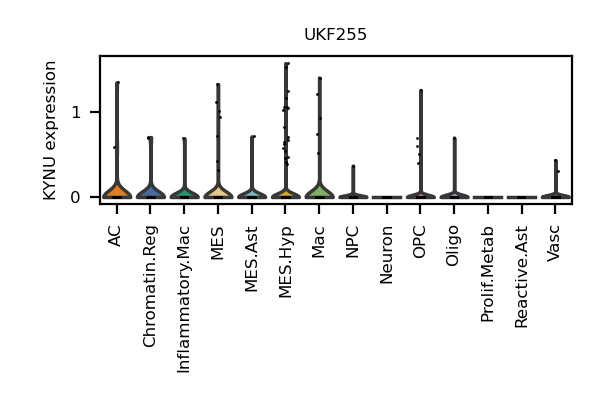 UKF255
KYNU expression
1
0
AC
Chromatin.Reg
Inflammatory.Mac
MES
MES.Ast
MES.Hyp
Mac
NPC
Neuron
OPC
Oligo
Prolif.Metab
Reactive.Ast
Vasc